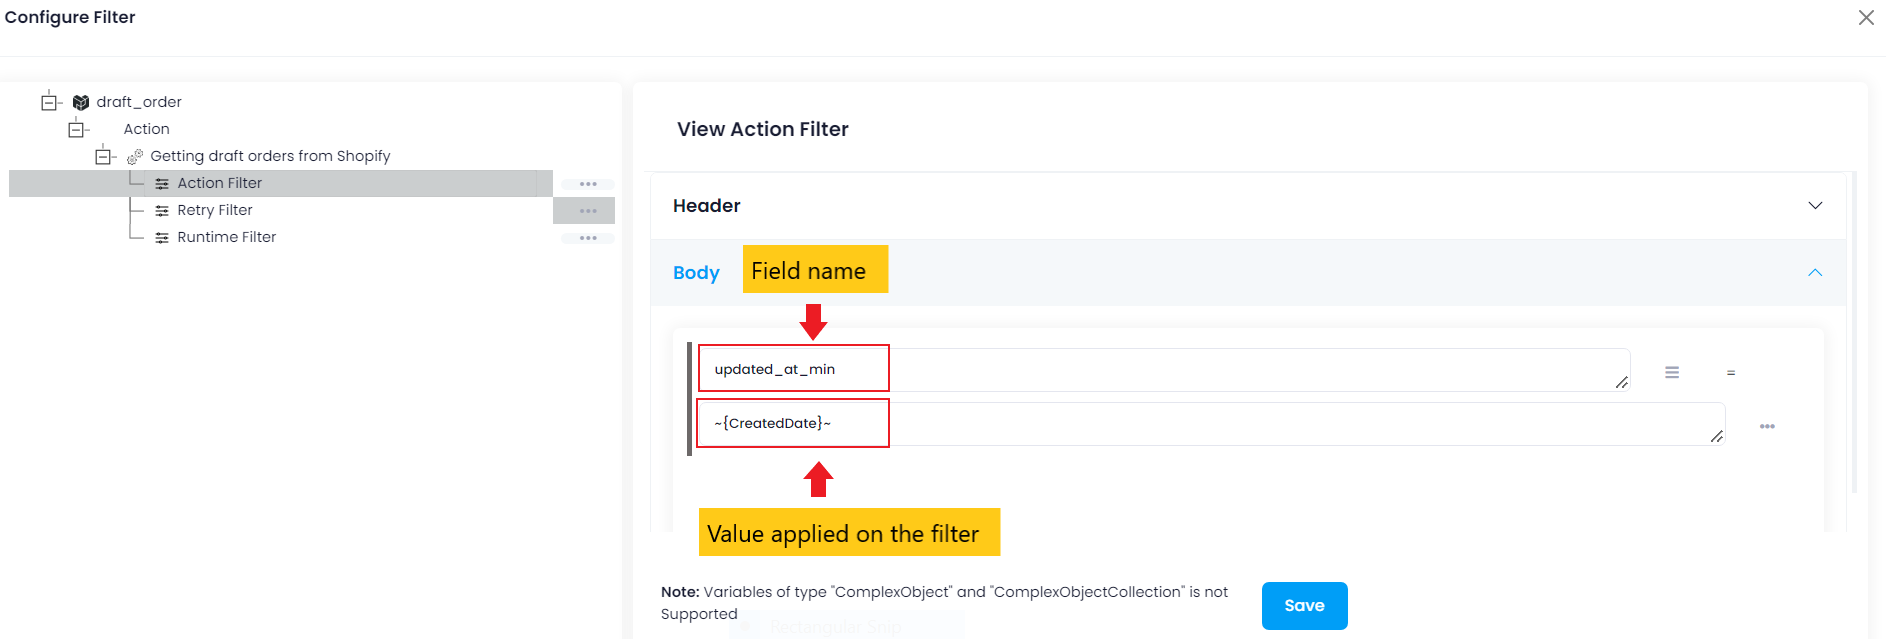 Configure Filter
draft_order
Action
Getting draft orders from Shopify
Action Filter
Retry Filter
Runtime Filter
View Action Filter
Header
Body
Field name
updated_at_min
=
~{CreatedDate}~
Value applied on the filter
Note: Variables of type "ComplexObject" and "ComplexObjectCollection" is not
Supported
Save
Rectangular Snip